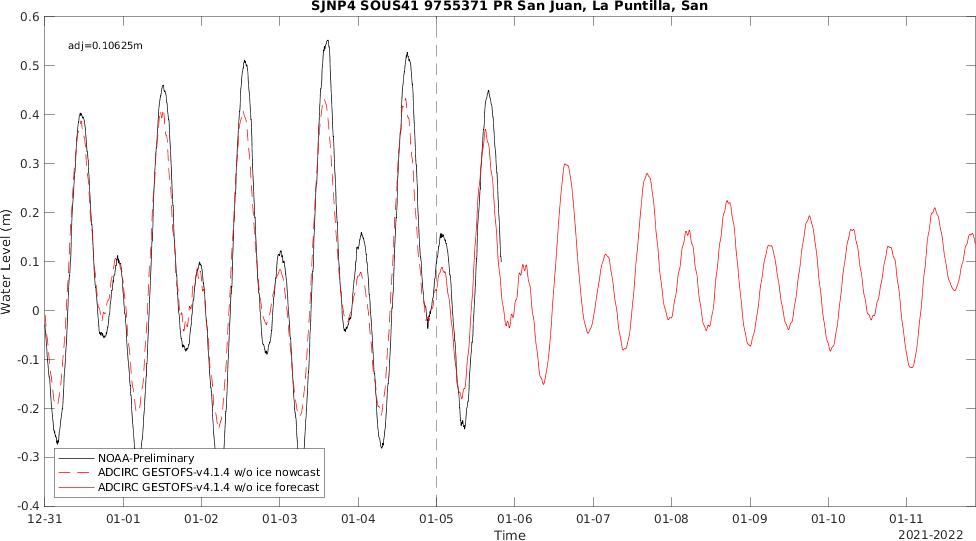 SJNP4 SOUS41 9755371 PR San Juan, La Puntilla, San
adj=0.10625m
Water Level (m)
0.6
0.5
0.4
0.3
0.2
0.1
0
-0.1
-0.2
-0.3
-0.4
NOAA-Preliminary
ADCIRC GESTOFS-v4.1.4 w/o ice nowcast
ADCIRC GESTOFS-v4.1.4 w/o ice forecast
12-31 01-01 01-02 01-03 01-04 01-05 01-06 01-07 01-08 01-09 01-10 01-11
Time
2021-2022